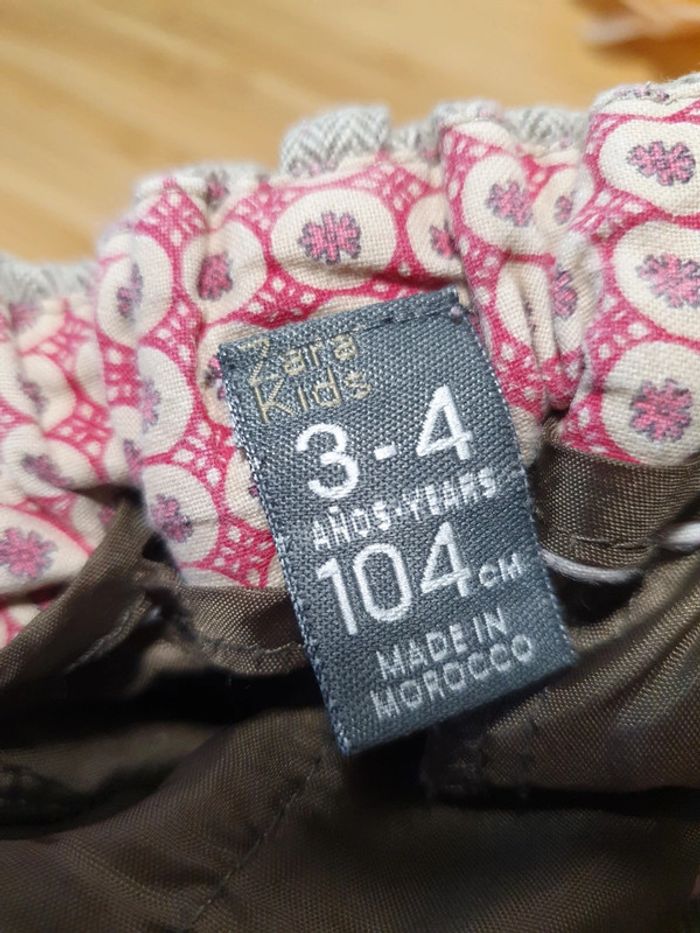 Zara
Kids
3-4
AÑOS-YEARS
104 CM
MADE IN
MOROCCO